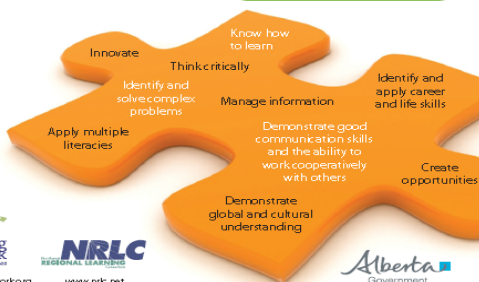 Know how
to learn
Innovate
Think critically
Identify and
solve complex
problems
Manage information
Identify and
apply career
and life skills
Apply multiple
literacies
Demonstrate good
communication skills
and the ability to
work cooperatively
with others
Create
opportunities
Demonstrate
global and cultural
understanding
NRLC
REGIONAL LEARNING
Alberta
Government
www.nrlc.net